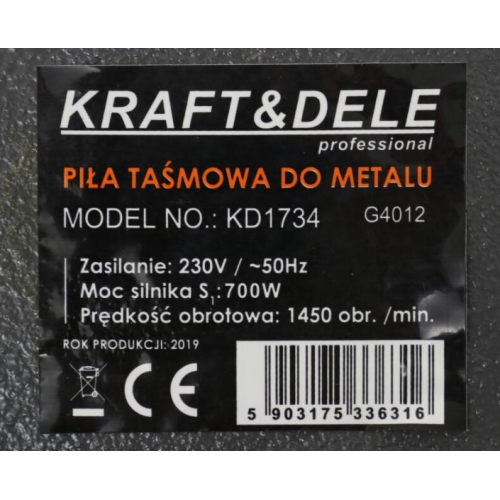 KRAFT&DELE
professional
PIŁA TAŚMOWA DO METALU
MODEL NO.: KD1734 G4012
Zasilanie: 230V / ~50Hz
Moc silnika S1:700W
Prędkość obrotowa: 1450 obr. /min.
ROK PRODUKCJI: 2019
CE
5 903175 336316